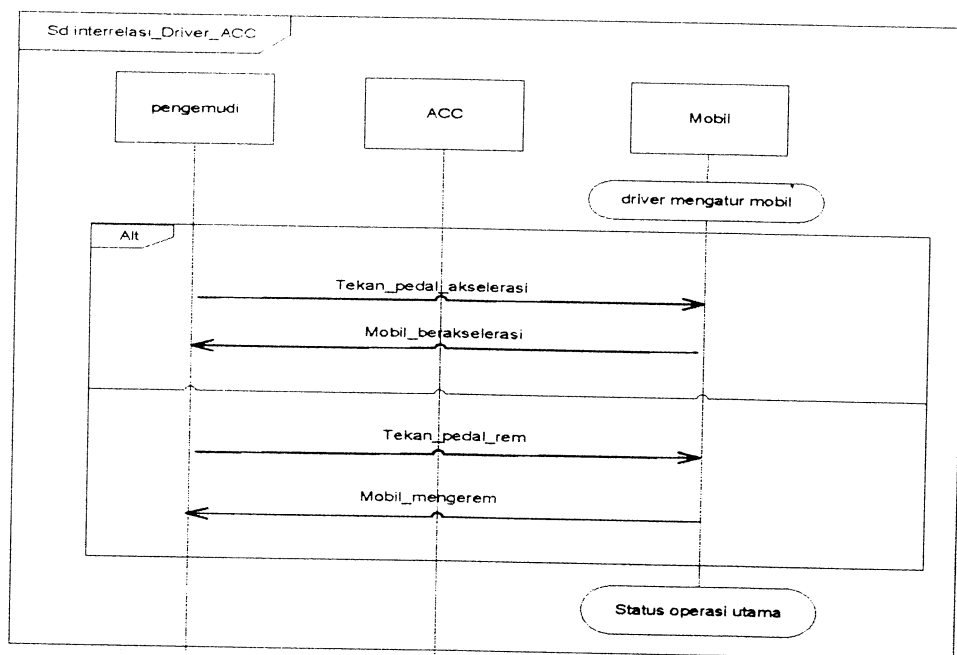 Sd interrelasi_Driver_ACC
pengemudi
ACC
Mobil
driver mengatur mobil
Alt
Tekan_pedal_akselerasi
Mobil_berakselerasi
Tekan_pedal_rem
Mobil_mengerem
Status operasi utama